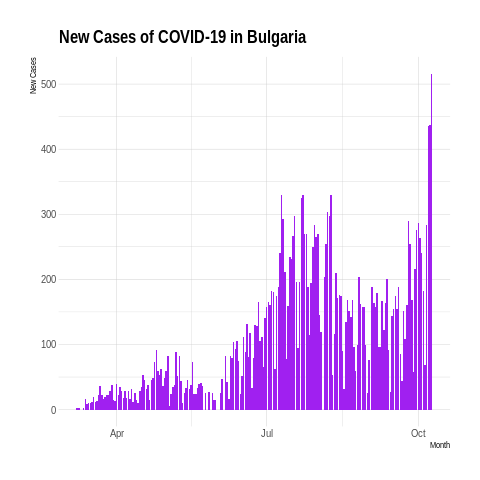 New Cases of COVID-19 in Bulgaria
New Cases
500
400
300
200
100
0
Apr
Jul
Oct
Month